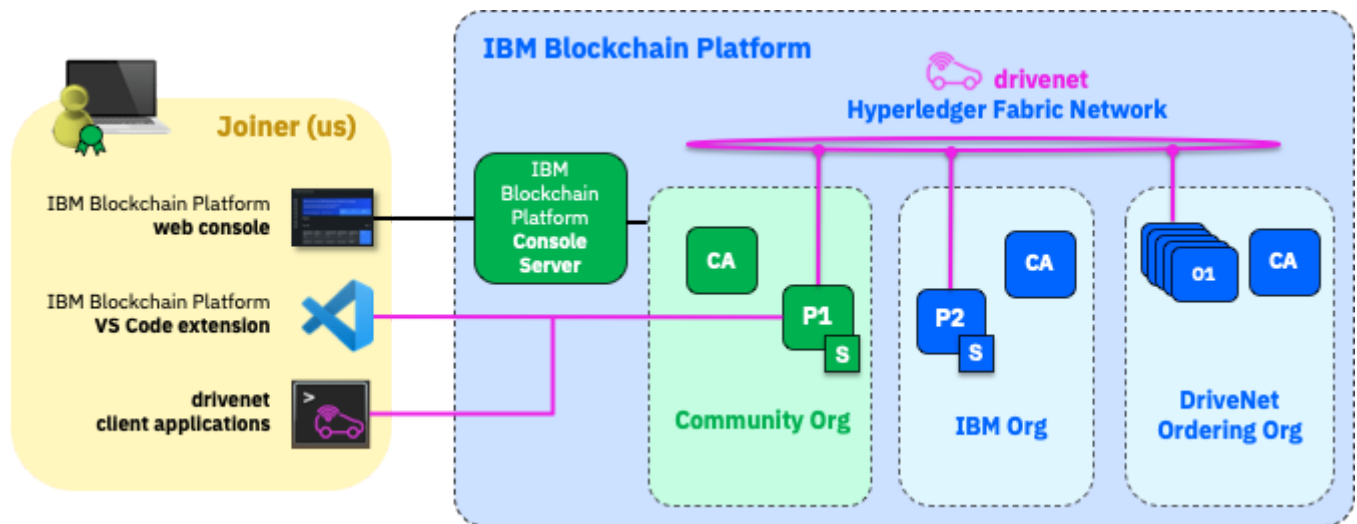 IBM Blockchain Platform
drivenet
Hyperledger Fabric Network
Joiner (us)
IBM Blockchain Platform
web console
IBM Blockchain Platform
VS Code extension
drivenet
client applications
IBM
Blockchain
Platform
Console
Server
CA
P1
S
Community Org
CA
P2
S
IBM Org
O1
CA
DriveNet
Ordering Org